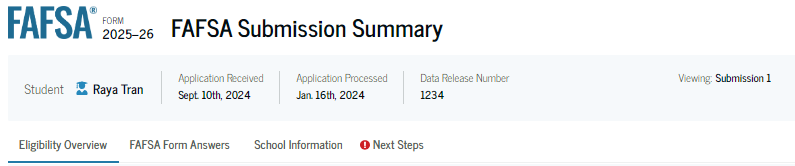 FAFSA® FORM 2025–26 FAFSA Submission Summary
Student Raya Tran
Application Received
Sept. 10th, 2024
Application Processed
Jan. 16th, 2024
Data Release Number
1234
Viewing: Submission 1
Eligibility Overview FAFSA Form Answers School Information Next Steps